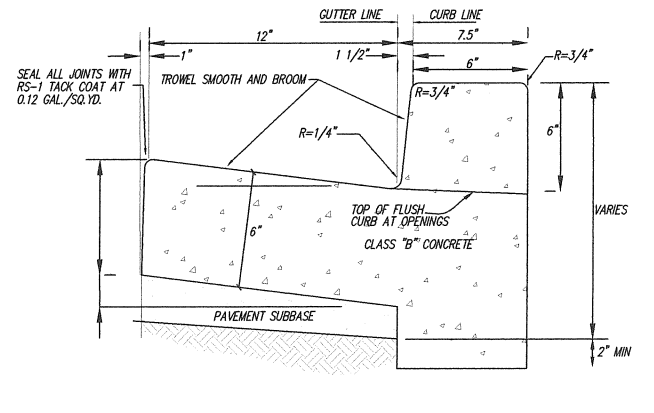 GUTTER LINE
CURB LINE
12"
7.5"
1"
1 1/2"
R=3/4"
6"
SEAL ALL JOINTS WITH
RS-1 TACK COAT AT
0.12 GAL./SQ.YD.
TROWEL SMOOTH AND BROOM
R=3/4"
R=1/4"
6"
TOP OF FLUSH
CURB AT OPENINGS
VARIES
6"
CLASS "B" CONCRETE
PAVEMENT SUBBASE
2" MIN